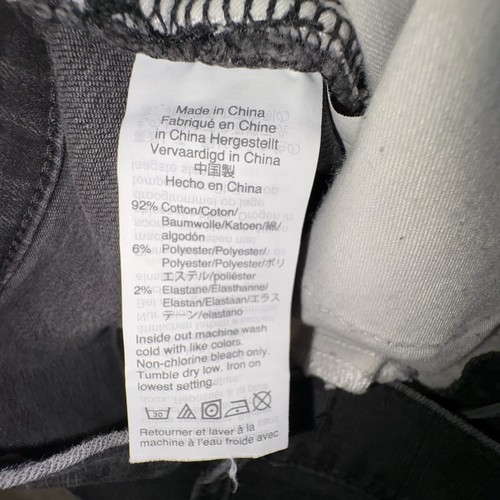 Made in China
Fabriqué en Chine
in China Hergestellt
Vervaardigd in China
中国製
Hecho en China
92% Cotton/Coton/
Baumwolle/Katoen/綿/
algodón
6% Polyester/Polyester/
Polyester/Polyester/ポリ
エステル/poliéster
2% Elastane/Élasthanne/
Elastan/Elastaan/エラス
テーン/elastano
Inside out machine wash
cold with like colors.
Non-chlorine bleach only.
Tumble dry low. Iron on
lowest setting.
30
Retourner et laver à la
machine à l'eau froide avec